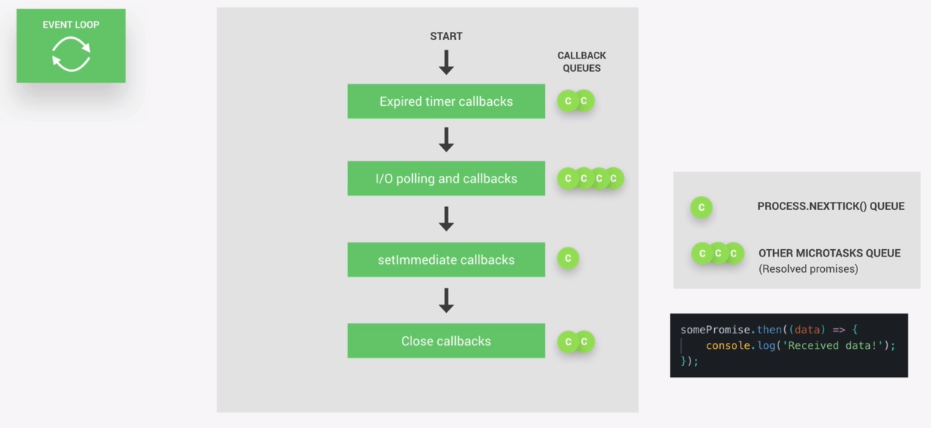 EVENT LOOP
START
CALLBACK
QUEUES
Expired timer callbacks
C C
I/O polling and callbacks
C C C C
setImmediate callbacks
C
Close callbacks
C C
C
PROCESS.NEXTTICK() QUEUE
C C C
OTHER MICROTASKS QUEUE
(Resolved promises)
somePromise.then((data) => {
    console.log('Received data!');
});